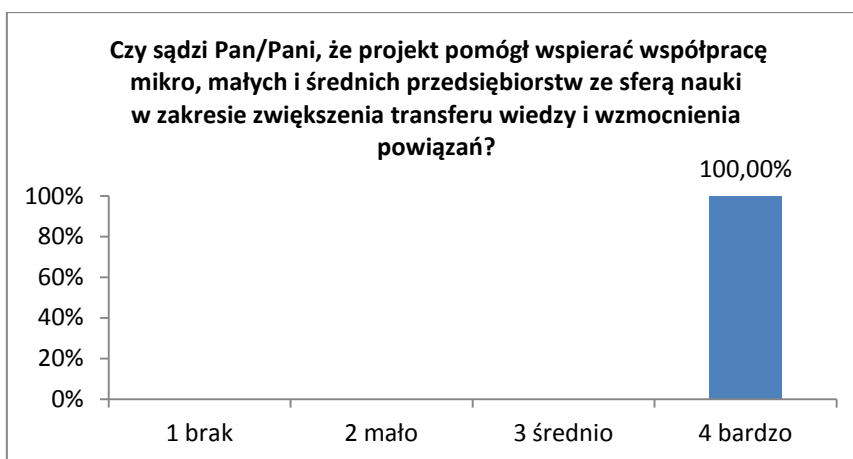 Czy sądzi Pan/Pani, że projekt pomógł wspierać współpracę
mikro, małych i średnich przedsiębiorstw ze sferą nauki
w zakresie zwiększenia transferu wiedzy i wzmocnienia
powiązań?
100,00%
100%
80%
60%
40%
20%
0%
1 brak
2 mało
3 średnio
4 bardzo